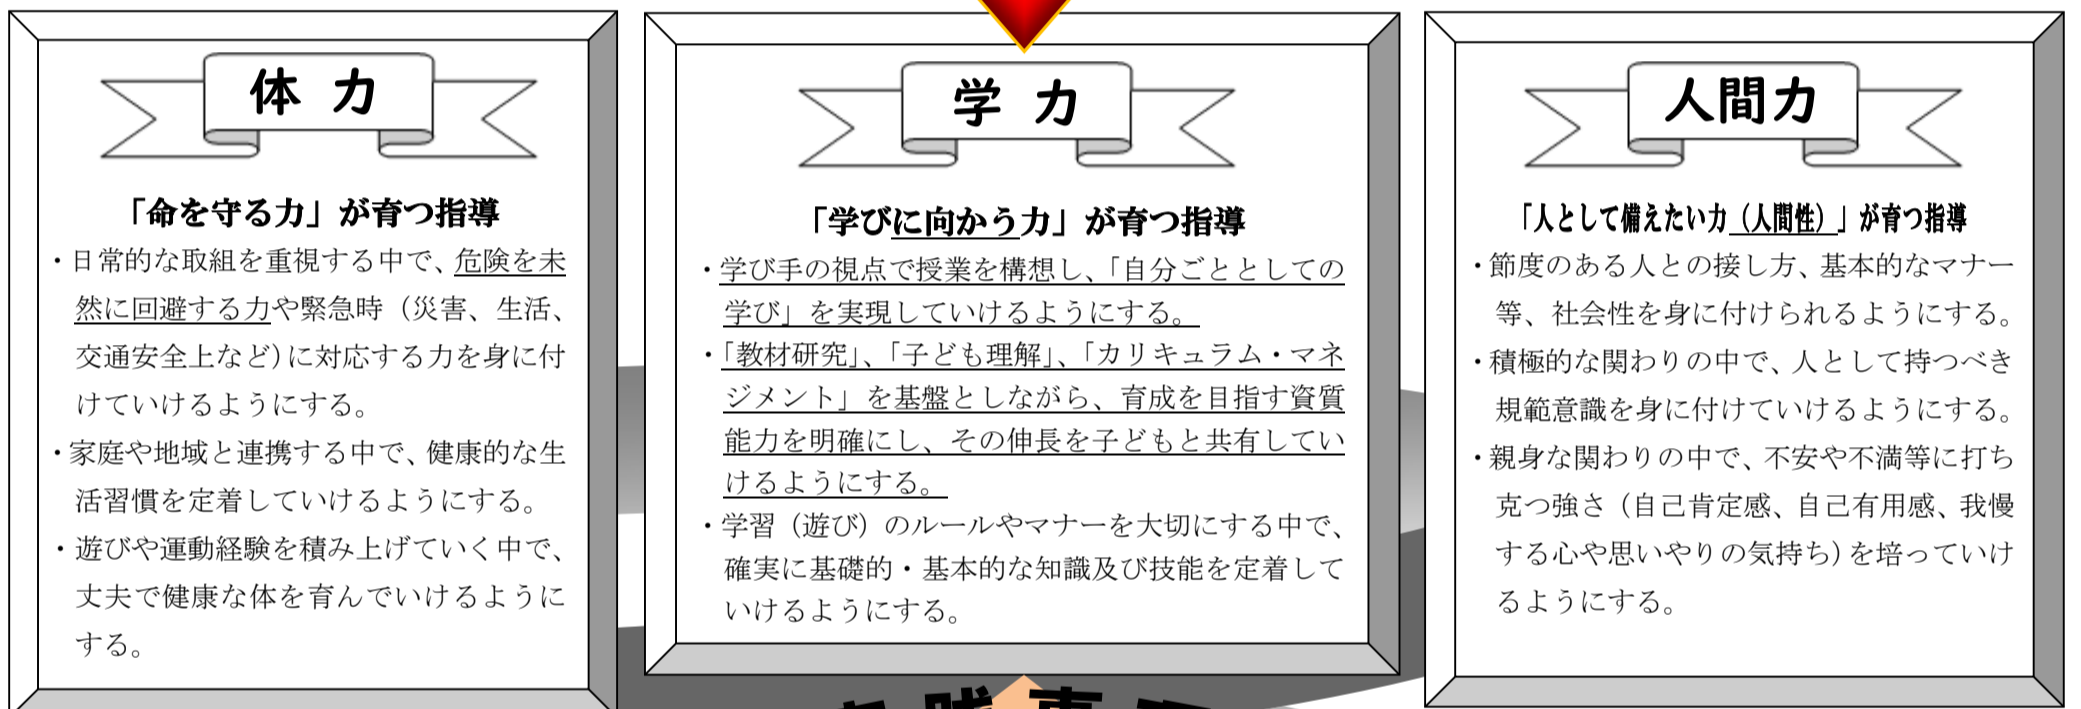 体 力
「命を守る力」が育つ指導
・日常的な取組を重視する中で、危険を未
然に回避する力や緊急時（災害、生活、
交通安全上など）に対応する力を身に付
けていけるようにする。
・家庭や地域と連携する中で、健康的な生
活習慣を定着していけるようにする。
・遊びや運動経験を積み上げていく中で、
丈夫で健康な体を育んでいけるように
する。
学 力
「学びに向かう力」が育つ指導
・学び手の視点で授業を構想し、「自分ごととしての
学び」を実現していけるようにする。
・「教材研究」、「子ども理解」、「カリキュラム・マネ
ジメント」を基盤としながら、育成を目指す資質
能力を明確にし、その伸長を子どもと共有してい
けるようにする。
・学習（遊び）のルールやマナーを大切にする中で、
確実に基礎的・基本的な知識及び技能を定着して
いけるようにする。
人間力
「人として備えたい力（人間性）」が育つ指導
・節度のある人との接し方、基本的なマナー
等、社会性を身に付けられるようにする。
・積極的な関わりの中で、人として持つべき
規範意識を身に付けていけるようにする。
・親身な関わりの中で、不安や不満等に打ち
克つ強さ（自己肯定感、自己有用感、我慢
する心や思いやりの気持ち）を培っていけ
るようにする。